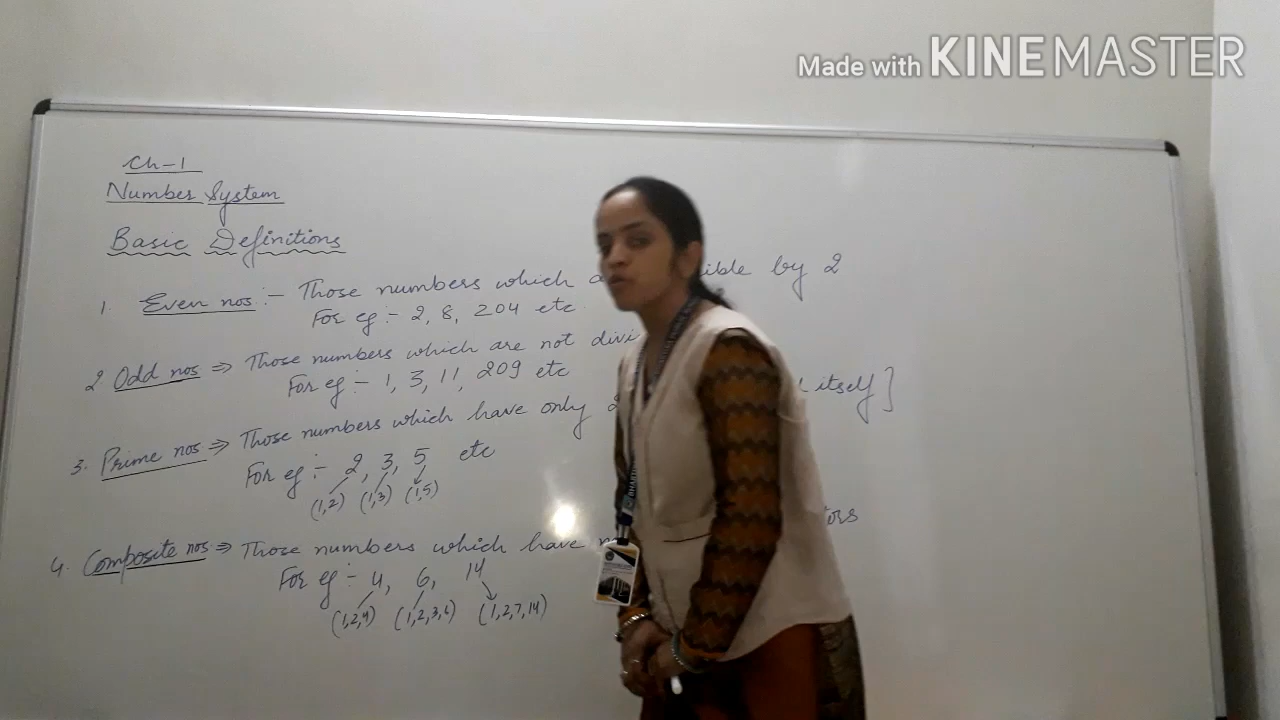 Made with KINEMASTER
Ch-1
Number System
Basic Definitions
1. Even nos :- Those numbers which by 2
For eg :- 2, 8, 204 etc.
2. Odd nos ⇒ Those numbers which are not divi
For eg :- 1, 3, 11, 209 etc
3. Prime nos ⇒ Those numbers which have only 2 itself]
For eg :- 2, 3, 5 etc
(1,2) (1,3) (1,5)
4. Composite nos ⇒ Those numbers which have
For eg :- 4, 6, 14
(1,2,4) (1,2,3,6) (1,2,7,14)